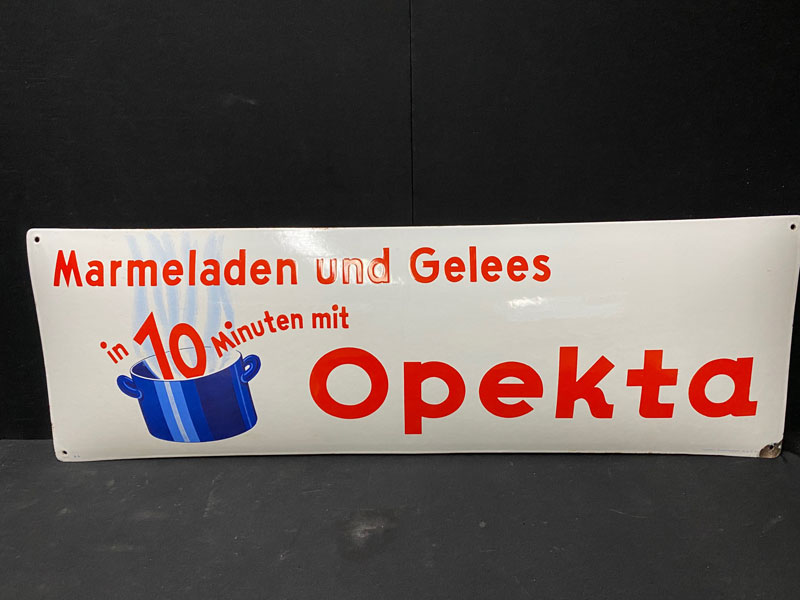 Marmeladen und Gelees
in 10 Minuten mit
Opekta